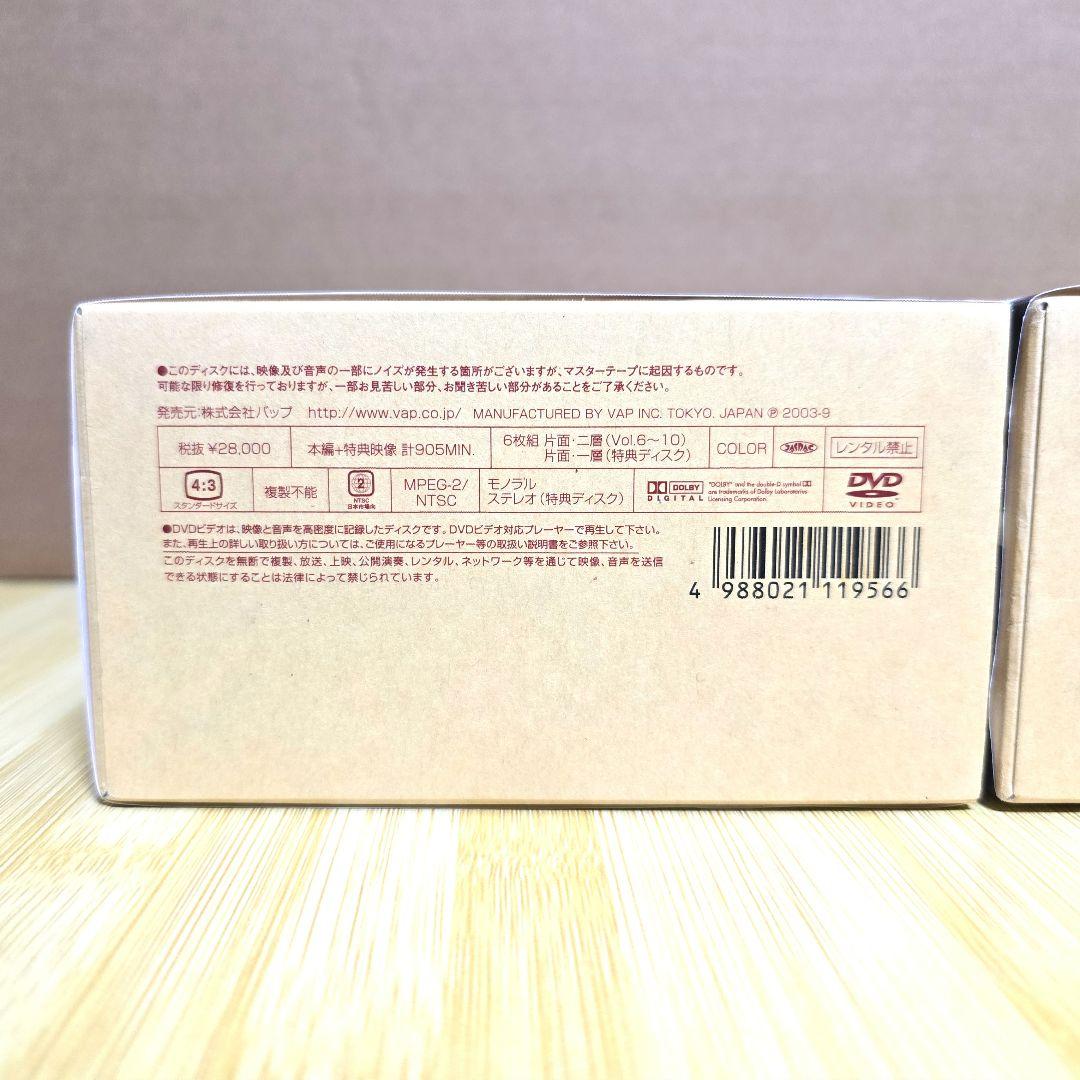 ●このディスクには、映像及び音声の一部にノイズが発生する箇所がございますが、マスターテープに起因するものです。
可能な限り修復を行っておりますが、一部お見苦しい部分、お聞き苦しい部分があることをご了承ください。
発売元:株式会社バップ http://www.vap.co.jp/ MANUFACTURED BY VAP INC. TOKYO. JAPAN Ⓟ 2003-9
税抜 ¥28,000 本編+特典映像 計905MIN. 6枚組 片面・二層(Vol.6〜10) COLOR レンタル禁止
片面・一層(特典ディスク)
4:3 複製不能 2 MPEG-2/ モノラル DOLBY "DOLBY" and the double-D symbol DVD
スタンダードサイズ NTSC NTSC ステレオ(特典ディスク) DIGITAL are trademarks of Dolby Laboratories VIDEO
日本市場向 Licensing Corporation.
●DVDビデオは、映像と音声を高密度に記録したディスクです。DVDビデオ対応プレーヤーで再生して下さい。
また、再生上の詳しい取り扱い方については、ご使用になるプレーヤー等の取扱い説明書をご参照下さい。
このディスクを無断で複製、放送、上映、公開演奏、レンタル、ネットワーク等を通じて映像、音声を送信
できる状態にすることは法律によって禁じられています。
4 988021 119566